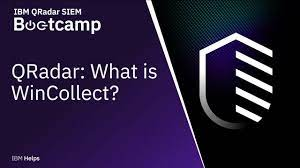 IBM QRadar SIEM
Bootcamp
QRadar: What is
WinCollect?
IBM Helps